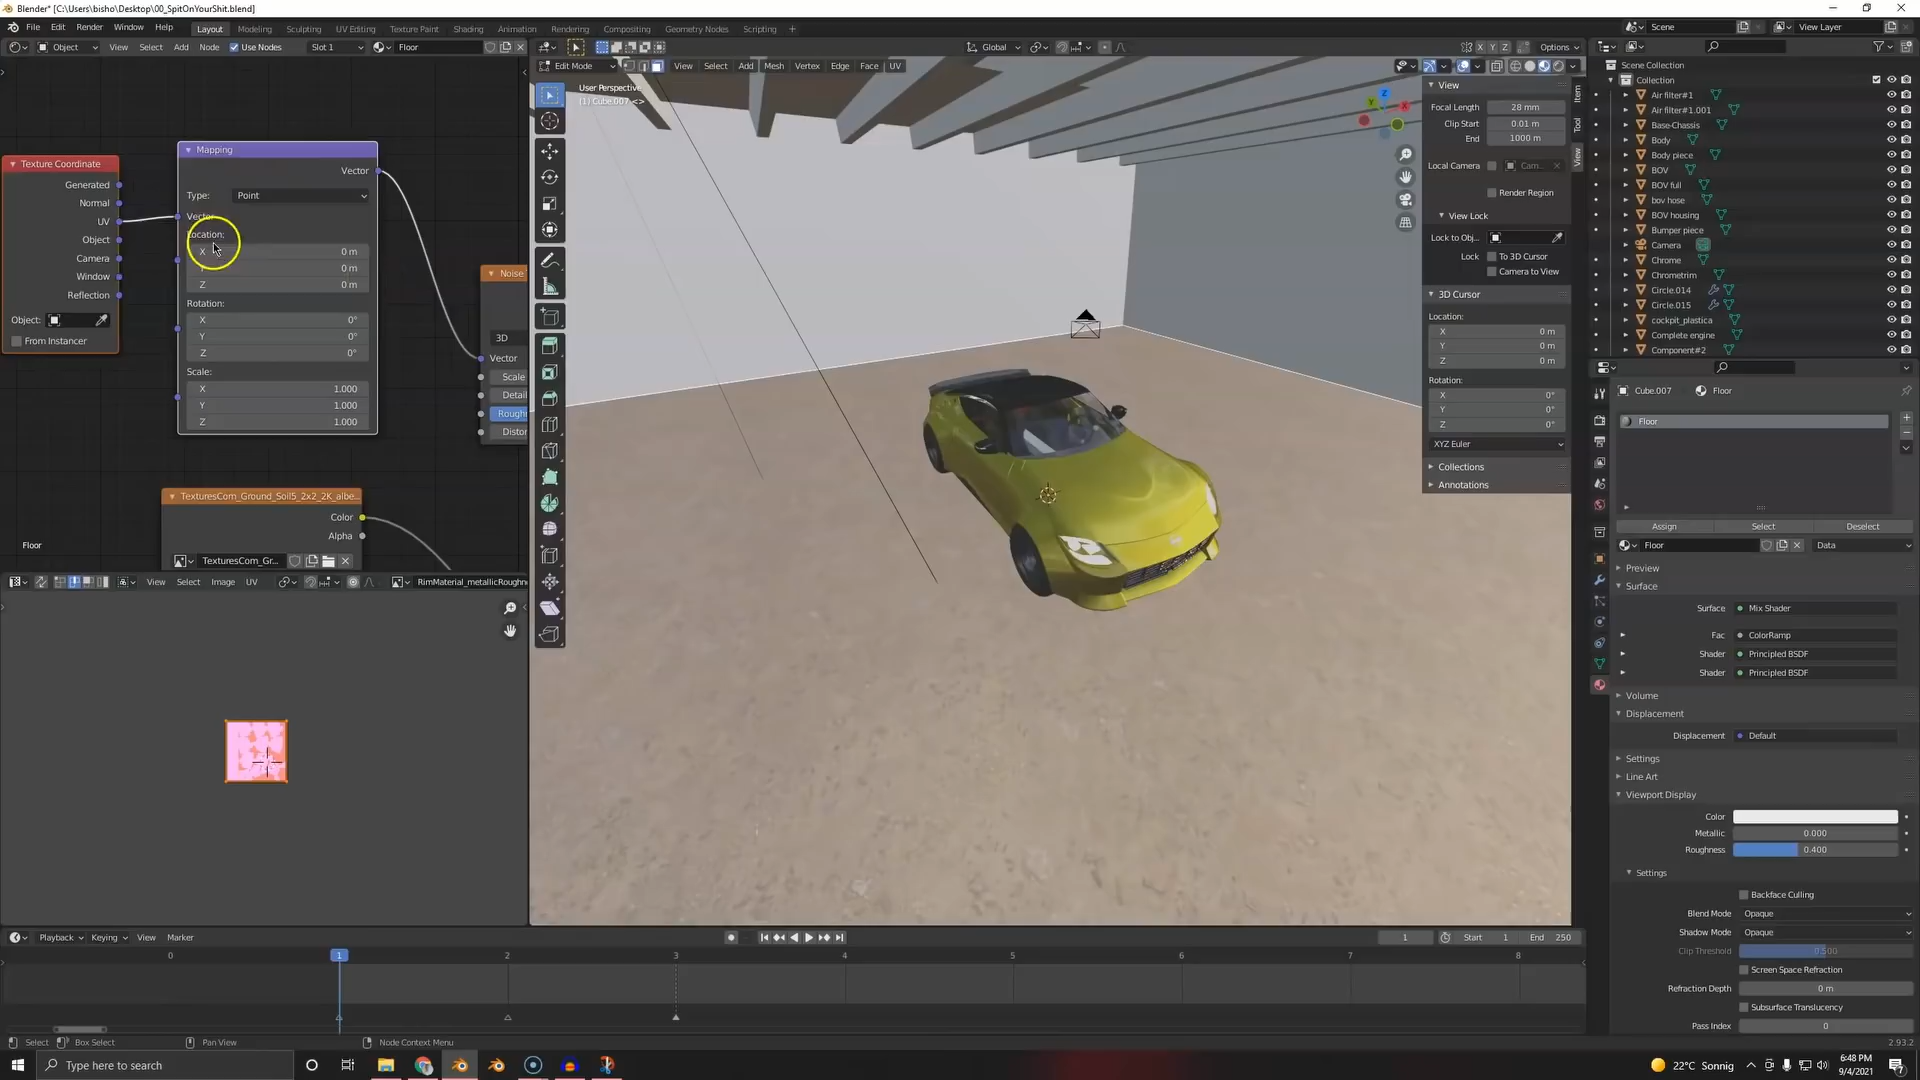 Blender* [C:\Users\bisho\Desktop\00_SpitOnYourShit.blend]
File Edit Render Window Help Layout Modeling Sculpting UV Editing Texture Paint Shading Animation Rendering Compositing Geometry Nodes Scripting + Scene View Layer
Object View Select Add Node Use Nodes Slot 1 Floor Global Options
Edit Mode View Select Add Mesh Vertex Edge Face UV X Y Z
User Perspective
(1) Cube.007 <>
Texture Coordinate
Generated
Normal
UV
Object
Camera
Window
Reflection
Object:
From Instancer
Mapping
Vector
Type: Point
Vector
Location:
X 0 m
Y 0 m
Z 0 m
Rotation:
X 0°
Y 0°
Z 0°
Scale:
X 1.000
Y 1.000
Z 1.000
Noise
3D
Vector
Scale
Detail
Rough
Distor
TexturesCom_Ground_Soil5_2x2_2K_albe...
Color
Alpha
TexturesCom_Gr...
Floor
View Select Image UV RimMaterial_metallicRoughn
View
Focal Length 28 mm
Clip Start 0.01 m
End 1000 m
Local Camera Cam...
Render Region
View Lock
Lock to Obj...
Lock To 3D Cursor
Camera to View
3D Cursor
Location:
X 0 m
Y 0 m
Z 0 m
Rotation:
X 0°
Y 0°
Z 0°
XYZ Euler
Collections
Annotations
Item
Tool
View
Scene Collection
Collection
Air filter#1
Air filter#1.001
Base-Chassis
Body
Body piece
BOV
BOV full
bov hose
BOV housing
Bumper piece
Camera
Chrome
Chrometrim
Circle.014
Circle.015
cockpit_plastica
Complete engine
Component#2
Cube.007 Floor
Floor
Assign Select Deselect
Floor Data
Preview
Surface
Surface Mix Shader
Fac ColorRamp
Shader Principled BSDF
Shader Principled BSDF
Volume
Displacement
Displacement Default
Settings
Line Art
Viewport Display
Color
Metallic 0.000
Roughness 0.400
Settings
Backface Culling
Blend Mode Opaque
Shadow Mode Opaque
Clip Threshold 0.500
Screen Space Refraction
Refraction Depth 0 m
Subsurface Translucency
Pass Index 0
Playback Keying View Marker 1 Start 1 End 250
0 1 2 3 4 5 6 7 8
Select Box Select Pan View Node Context Menu 2.93.2
Type here to search 22°C Sonnig 6:48 PM
9/4/2021